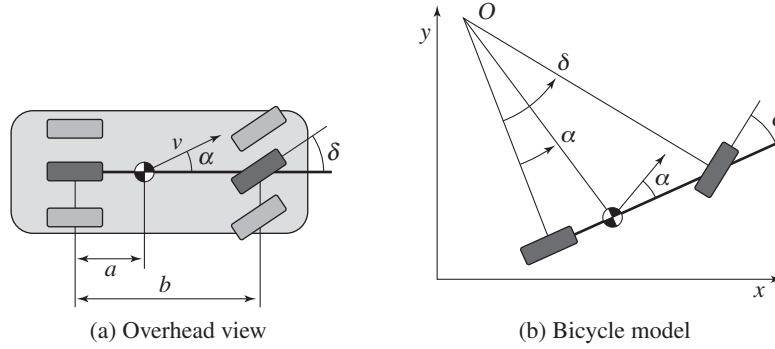 v
α
δ
a
b
(a) Overhead view
y
O
δ
α
α
x
(b) Bicycle model